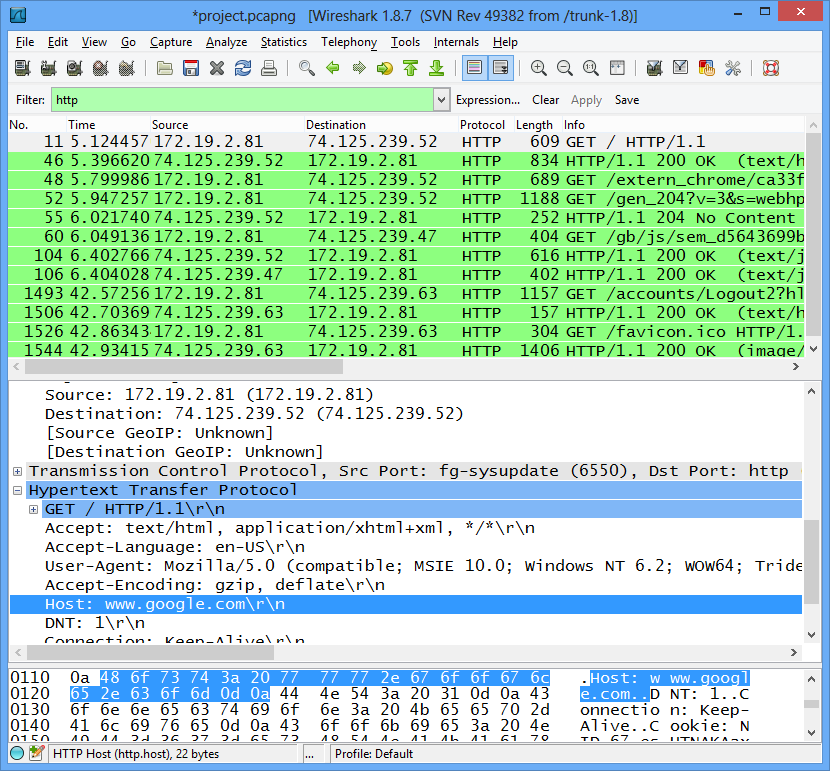 *project.pcapng [Wireshark 1.8.7 (SVN Rev 49382 from /trunk-1.8)]
File Edit View Go Capture Analyze Statistics Telephony Tools Internals Help
Filter: http Expression... Clear Apply Save
No. Time Source Destination Protocol Length Info
11 5.124457 172.19.2.81 74.125.239.52 HTTP 609 GET / HTTP/1.1
46 5.396620 74.125.239.52 172.19.2.81 HTTP 834 HTTP/1.1 200 OK (text/h
48 5.799986 172.19.2.81 74.125.239.52 HTTP 689 GET /extern_chrome/ca33f
52 5.947257 172.19.2.81 74.125.239.52 HTTP 1188 GET /gen_204?v=3&s=webhp
55 6.021740 74.125.239.52 172.19.2.81 HTTP 252 HTTP/1.1 204 No Content
60 6.049136 172.19.2.81 74.125.239.47 HTTP 404 GET /gb/js/sem_d5643699b
104 6.402766 74.125.239.52 172.19.2.81 HTTP 616 HTTP/1.1 200 OK (text/j
106 6.404028 74.125.239.47 172.19.2.81 HTTP 402 HTTP/1.1 200 OK (text/j
1493 42.57256 172.19.2.81 74.125.239.63 HTTP 1157 GET /accounts/Logout2?hl
1506 42.70369 74.125.239.63 172.19.2.81 HTTP 157 HTTP/1.1 200 OK (text/h
1526 42.86343 172.19.2.81 74.125.239.63 HTTP 304 GET /favicon.ico HTTP/1.
1544 42.93415 74.125.239.63 172.19.2.81 HTTP 1406 HTTP/1.1 200 OK (image/
Source: 172.19.2.81 (172.19.2.81)
Destination: 74.125.239.52 (74.125.239.52)
[Source GeoIP: Unknown]
[Destination GeoIP: Unknown]
Transmission Control Protocol, Src Port: fg-sysupdate (6550), Dst Port: http
Hypertext Transfer Protocol
GET / HTTP/1.1\r\n
Accept: text/html, application/xhtml+xml, */*\r\n
Accept-Language: en-US\r\n
User-Agent: Mozilla/5.0 (compatible; MSIE 10.0; Windows NT 6.2; WOW64; Tride
Accept-Encoding: gzip, deflate\r\n
Host: www.google.com\r\n
DNT: 1\r\n
Connection: Keep-Alive\r\n
0110 0a 48 6f 73 74 3a 20 77 77 77 2e 67 6f 6f 67 6c .Host: w ww.googl
0120 65 2e 63 6f 6d 0d 0a 44 4e 54 3a 20 31 0d 0a 43 e.com..D NT: 1..C
0130 6f 6e 6e 65 63 74 69 6f 6e 3a 20 4b 65 65 70 2d onnectio n: Keep-
0140 41 6c 69 76 65 0d 0a 43 6f 6f 6b 69 65 3a 20 4e Alive..C ookie: N
HTTP Host (http.host), 22 bytes ... Profile: Default